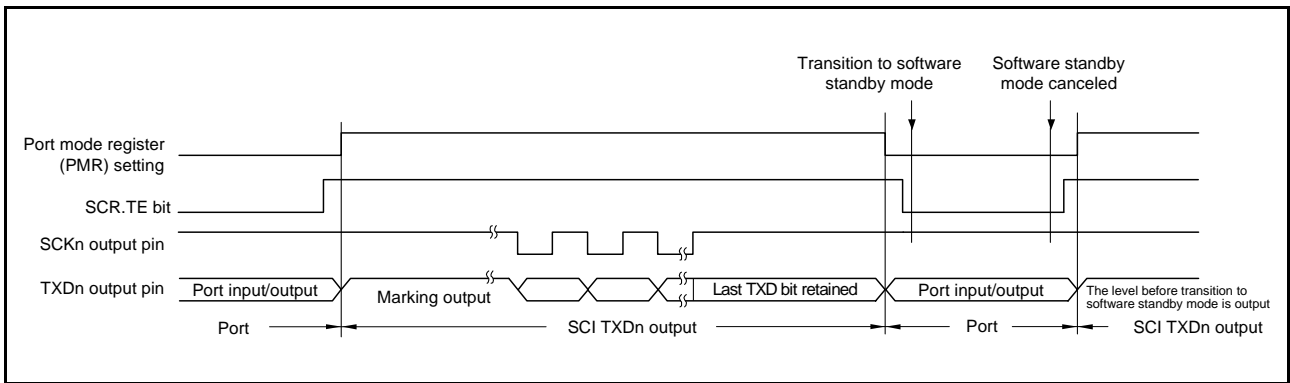 Transition to software
standby mode
Software standby
mode canceled
Port mode register
(PMR) setting
SCR.TE bit
SCKn output pin
TXDn output pin
Port input/output
Marking output
Last TXD bit retained
Port input/output
The level before transition to
software standby mode is output
Port
SCI TXDn output
Port
SCI TXDn output